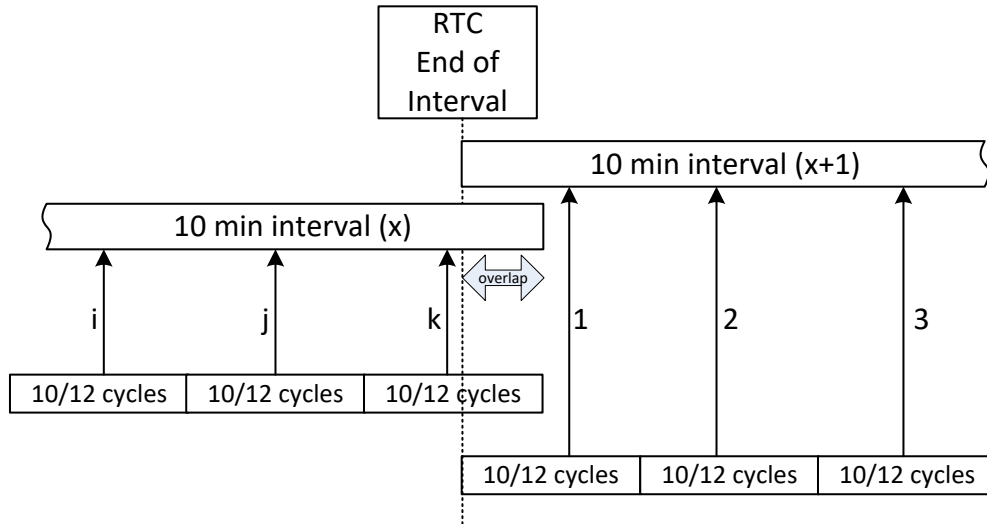 RTC
End of
Interval
10 min interval (x+1)
10 min interval (x)
overlap
i
j
k
1
2
3
10/12 cycles
10/12 cycles
10/12 cycles
10/12 cycles
10/12 cycles
10/12 cycles